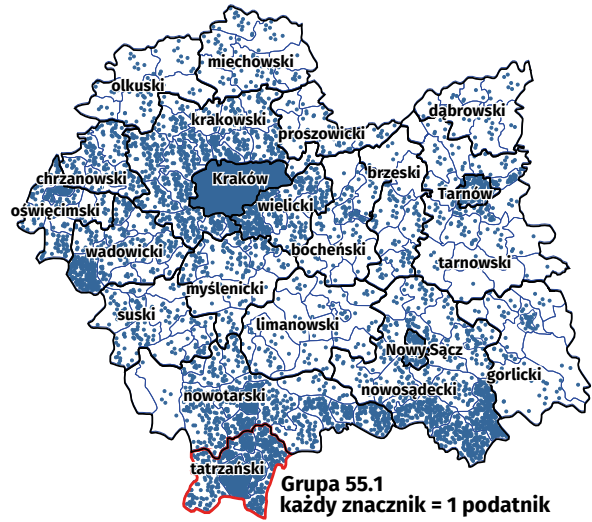 miechowski
olkuski
dąbrowski
krakowski
proszowicki
brzeski
chrzanowski
Kraków
Tarnów
oświęcimski
wielicki
wadowicki
bocheński
tarnowski
myślenicki
suski
limanowski
Nowy Sącz
gorlicki
nowotarski
nowosądecki
tatrzański
Grupa 55.1
każdy znacznik = 1 podatnik